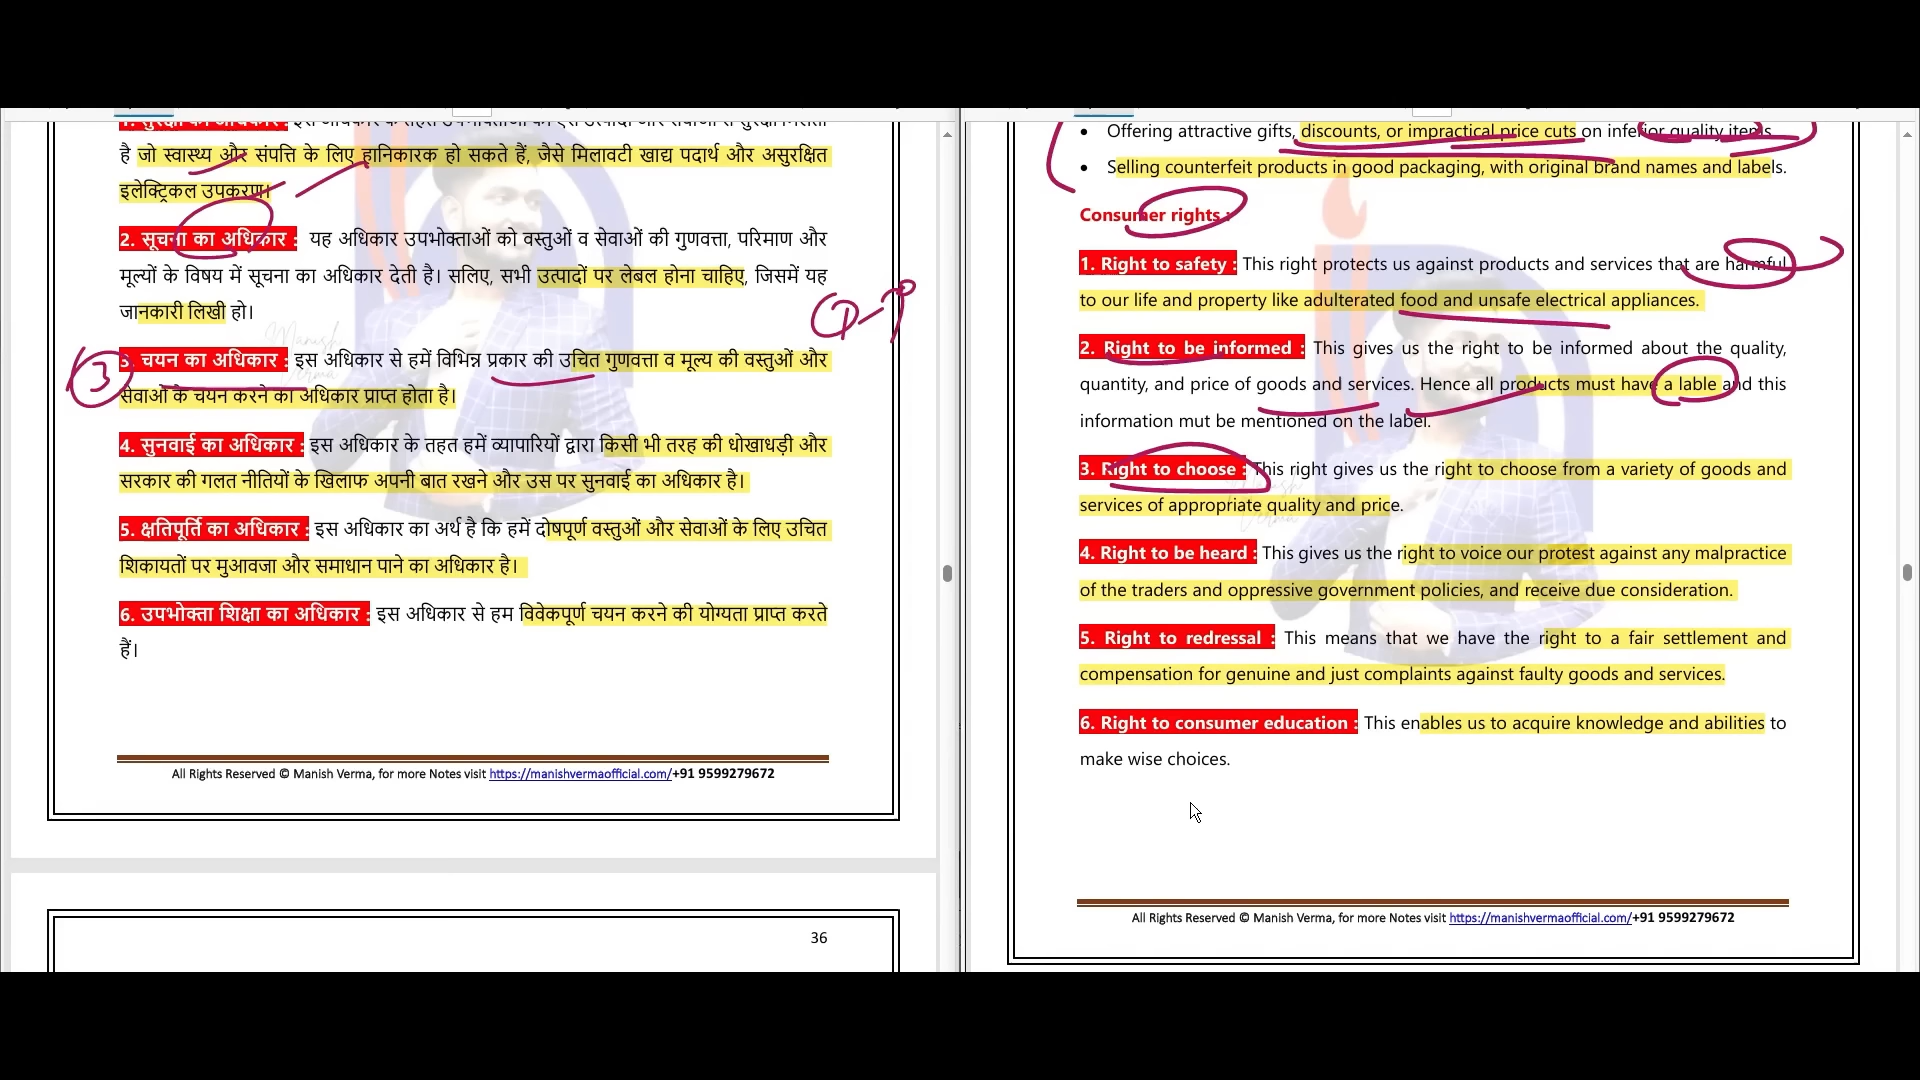 1. सुरक्षा का अधिकार : इस अधिकार के तहत उपभोक्ताओं को ऐसे उत्पादों और सेवाओं से सुरक्षा मिलती
है जो स्वास्थ्य और संपत्ति के लिए हानिकारक हो सकते हैं, जैसे मिलावटी खाद्य पदार्थ और असुरक्षित
इलेक्ट्रिकल उपकरण।
2. सूचना का अधिकार : यह अधिकार उपभोक्ताओं को वस्तुओं व सेवाओं की गुणवत्ता, परिमाण और
मूल्यों के विषय में सूचना का अधिकार देती है। सलिए, सभी उत्पादों पर लेबल होना चाहिए, जिसमें यह
जानकारी लिखी हो।
3. चयन का अधिकार : इस अधिकार से हमें विभिन्न प्रकार की उचित गुणवत्ता व मूल्य की वस्तुओं और
सेवाओं के चयन करने का अधिकार प्राप्त होता है।
3
4. सुनवाई का अधिकार : इस अधिकार के तहत हमें व्यापारियों द्वारा किसी भी तरह की धोखाधड़ी और
सरकार की गलत नीतियों के खिलाफ अपनी बात रखने और उस पर सुनवाई का अधिकार है।
5. क्षतिपूर्ति का अधिकार : इस अधिकार का अर्थ है कि हमें दोषपूर्ण वस्तुओं और सेवाओं के लिए उचित
शिकायतों पर मुआवजा और समाधान पाने का अधिकार है।
6. उपभोक्ता शिक्षा का अधिकार : इस अधिकार से हम विवेकपूर्ण चयन करने की योग्यता प्राप्त करते
हैं।
Manish
Verma
All Rights Reserved © Manish Verma, for more Notes visit https://manishvermaofficial.com/+91 9599279672
36
• Offering attractive gifts, discounts, or impractical price cuts on inferior quality items.
• Selling counterfeit products in good packaging, with original brand names and labels.
Consumer rights :
1. Right to safety : This right protects us against products and services that are harmful
to our life and property like adulterated food and unsafe electrical appliances.
2. Right to be informed : This gives us the right to be informed about the quality,
quantity, and price of goods and services. Hence all products must have a lable and this
information mut be mentioned on the label.
3. Right to choose : This right gives us the right to choose from a variety of goods and
services of appropriate quality and price.
4. Right to be heard : This gives us the right to voice our protest against any malpractice
of the traders and oppressive government policies, and receive due consideration.
5. Right to redressal : This means that we have the right to a fair settlement and
compensation for genuine and just complaints against faulty goods and services.
6. Right to consumer education : This enables us to acquire knowledge and abilities to
make wise choices.
All Rights Reserved © Manish Verma, for more Notes visit https://manishvermaofficial.com/+91 9599279672